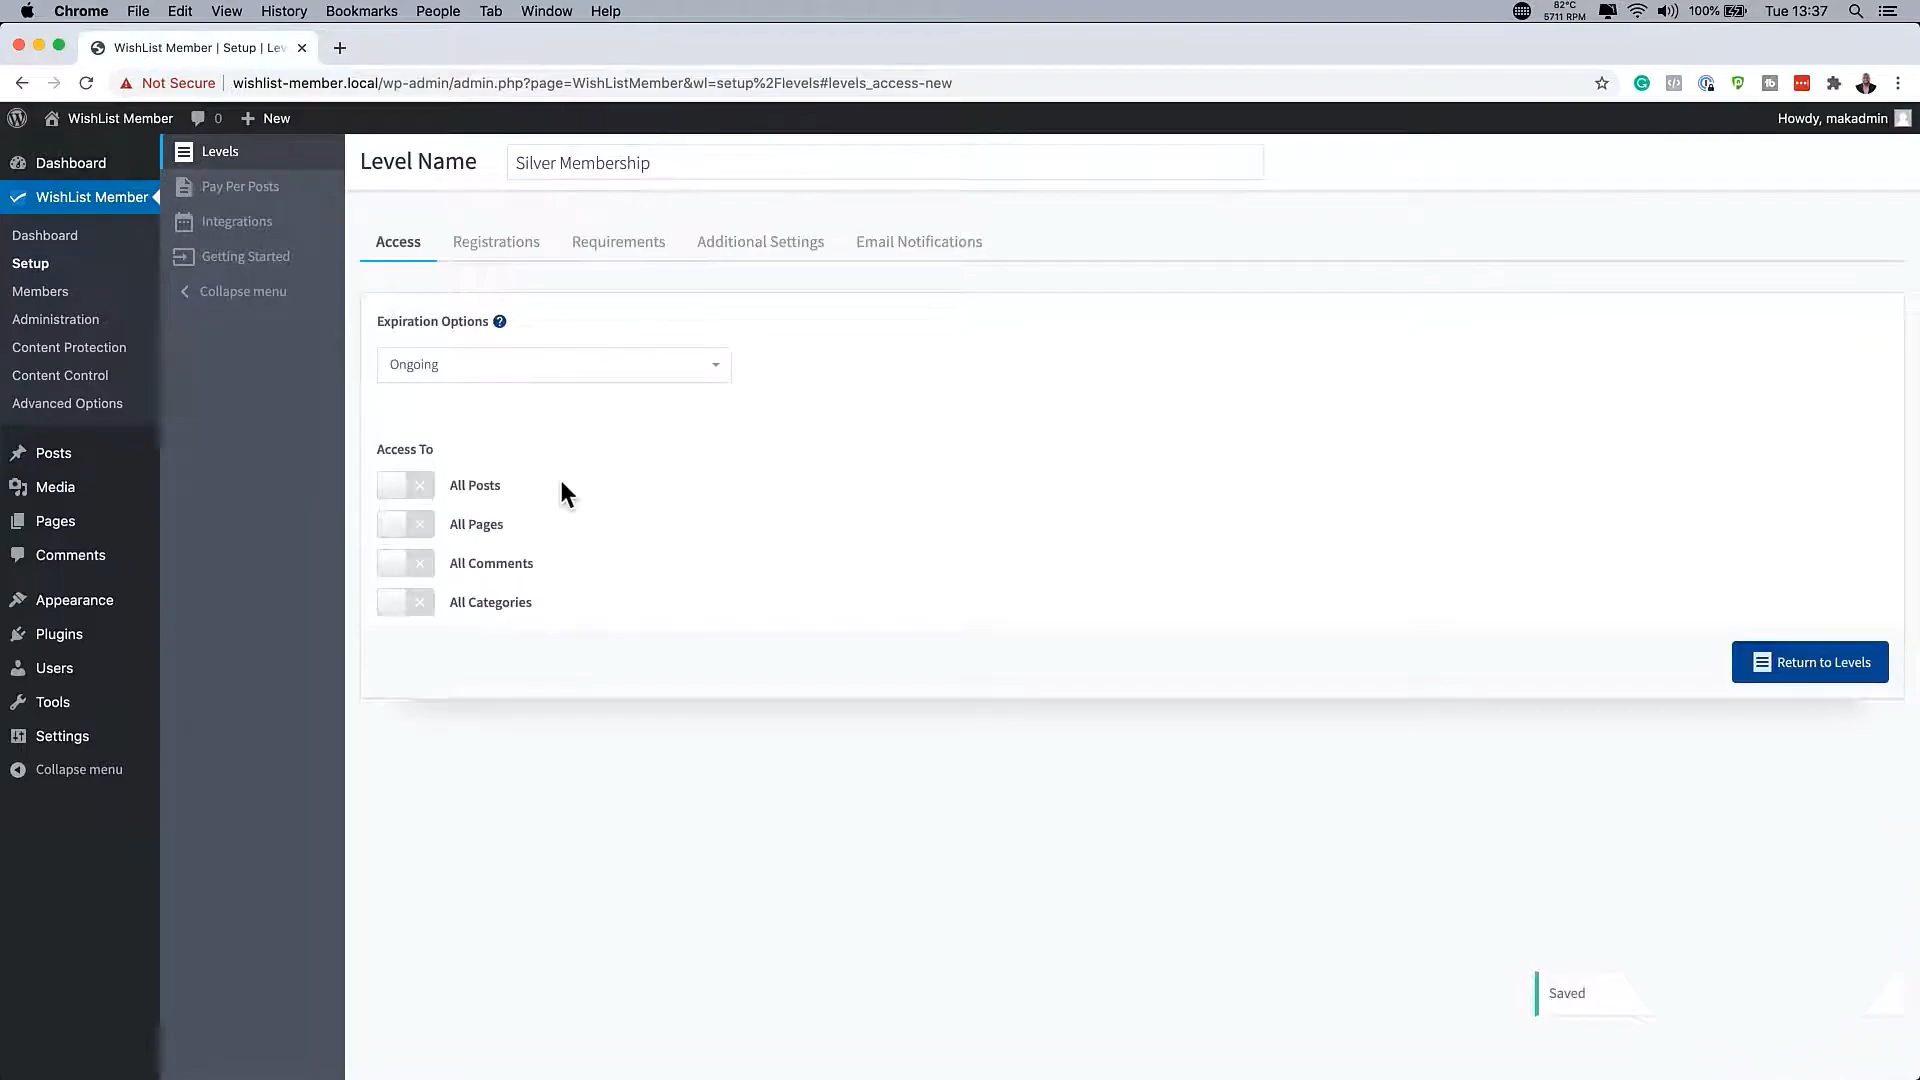 Chrome File Edit View History Bookmarks People Tab Window Help 82°C 5711 RPM 100% Tue 13:37
WishList Member | Setup | Lev
Not Secure wishlist-member.local/wp-admin/admin.php?page=WishListMember&wl=setup%2Flevels#levels_access-new
WishList Member 0 New Howdy, makadmin
Dashboard
WishList Member
Dashboard
Setup
Members
Administration
Content Protection
Content Control
Advanced Options
Posts
Media
Pages
Comments
Appearance
Plugins
Users
Tools
Settings
Collapse menu
Levels
Pay Per Posts
Integrations
Getting Started
Collapse menu
Level Name Silver Membership
Access Registrations Requirements Additional Settings Email Notifications
Expiration Options ?
Ongoing
Access To
All Posts
All Pages
All Comments
All Categories
Return to Levels
Saved